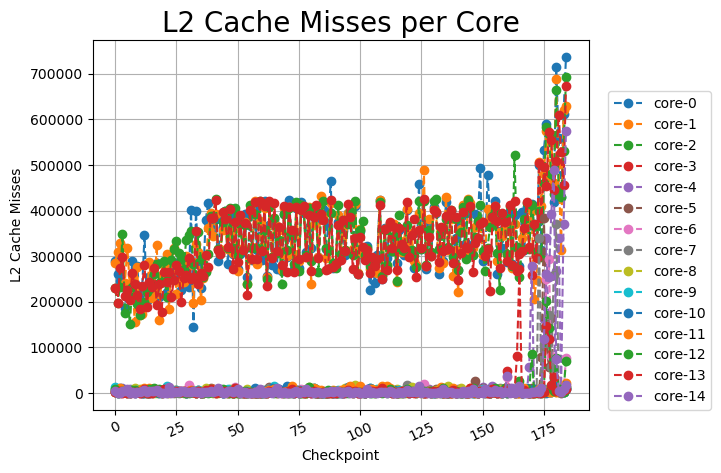 L2 Cache Misses per Core
L2 Cache Misses
700000
600000
500000
400000
300000
200000
100000
0
0
25
50
75
100
125
150
175
Checkpoint
core-0
core-1
core-2
core-3
core-4
core-5
core-6
core-7
core-8
core-9
core-10
core-11
core-12
core-13
core-14